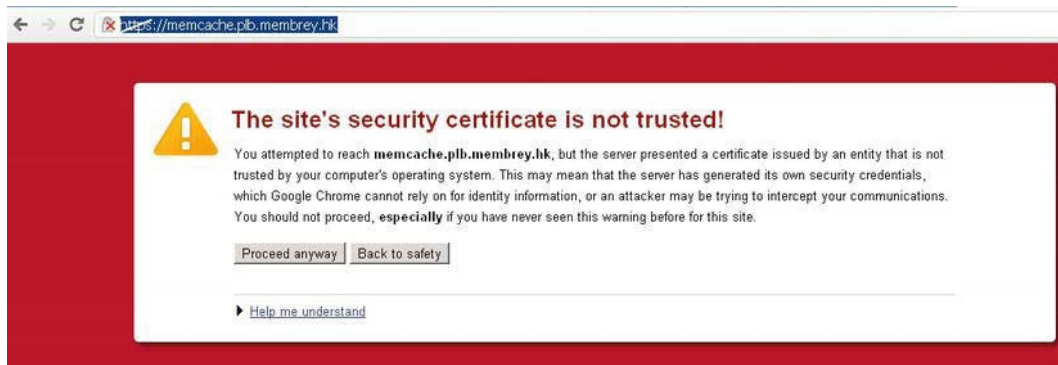 https://memcache.plb.membrey.hk
The site's security certificate is not trusted!
You attempted to reach memcache.plb.membrey.hk, but the server presented a certificate issued by an entity that is not
trusted by your computer's operating system. This may mean that the server has generated its own security credentials,
which Google Chrome cannot rely on for identity information, or an attacker may be trying to intercept your communications.
You should not proceed, especially if you have never seen this warning before for this site.
Proceed anyway Back to safety
Help me understand